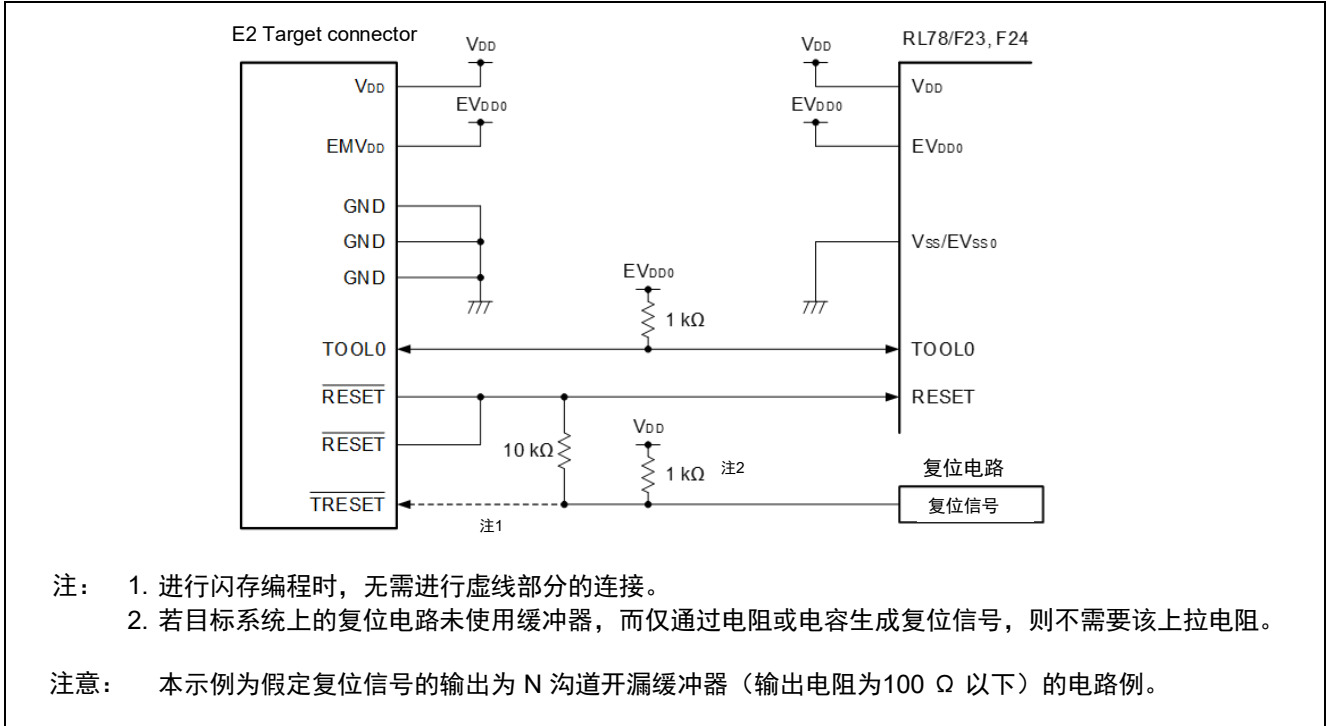 E2 Target connector
VDD
VDD
RL78/F23, F24
VDD
VDD
EVDD0
EVDD0
EMVDD
EVDD0
GND
GND
VSS/EVSS0
GND
EVDD0
1 kΩ
TOOL0
TOOL0
RESET
RESET
RESET
10 kΩ
VDD
1 kΩ
注2
复位电路
TRESET
注1
复位信号
注: 1. 进行闪存编程时，无需进行虚线部分的连接。
2. 若目标系统上的复位电路未使用缓冲器，而仅通过电阻或电容生成复位信号，则不需要该上拉电阻。
注意: 本示例为假定复位信号的输出为 N 沟道开漏缓冲器（输出电阻为100 Ω 以下）的电路例。